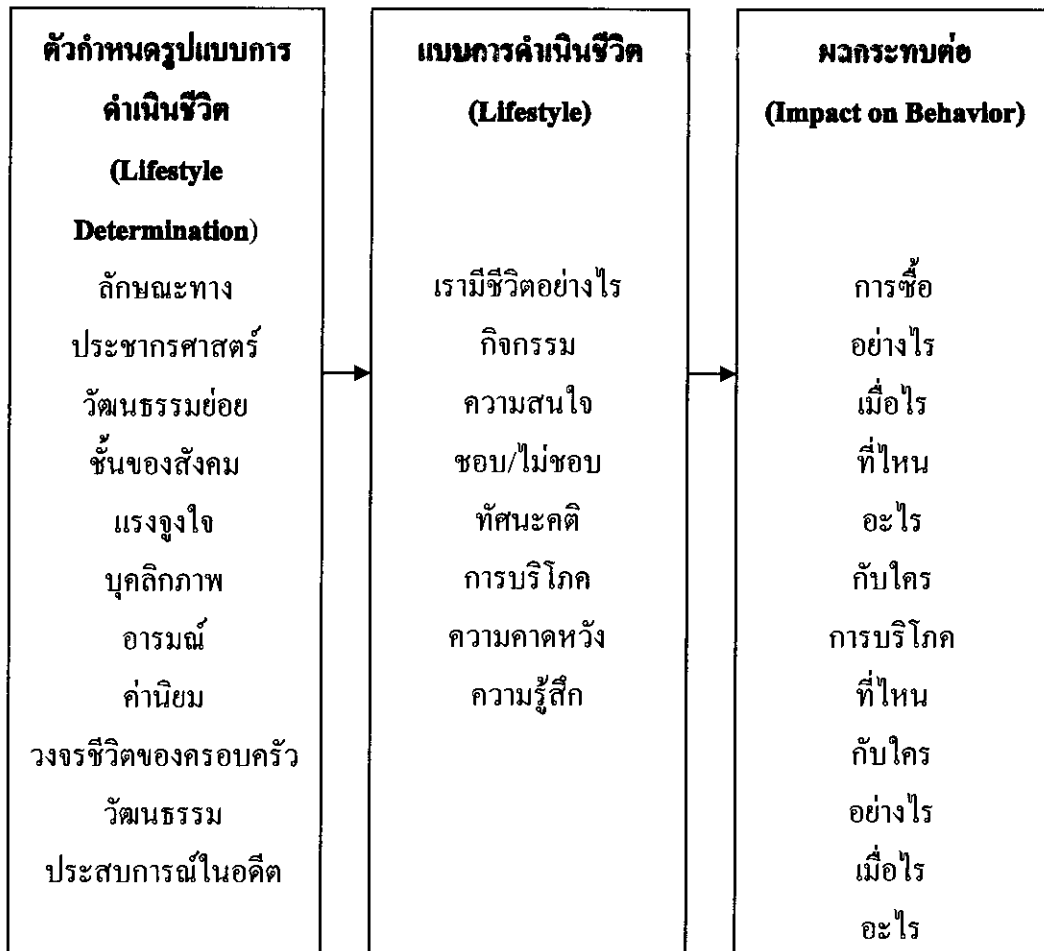 ตัวกำหนดรูปแบบการ
ดำเนินชีวิต
(Lifestyle
Determination)
ลักษณะทาง
ประชากรศาสตร์
วัฒนธรรมย่อย
ชั้นของสังคม
แรงจูงใจ
บุคลิกภาพ
อารมณ์
ค่านิยม
วงจรชีวิตของครอบครัว
วัฒนธรรม
ประสบการณ์ในอดีต
แบบการดำเนินชีวิต
(Lifestyle)
เรามีชีวิตอย่างไร
กิจกรรม
ความสนใจ
ชอบ/ไม่ชอบ
ทัศนะคติ
การบริโภค
ความคาดหวัง
ความรู้สึก
ผลกระทบต่อ
(Impact on Behavior)
การซื้อ
อย่างไร
เมื่อไร
ที่ไหน
อะไร
กับใคร
การบริโภค
ที่ไหน
กับใคร
อย่างไร
เมื่อไร
อะไร